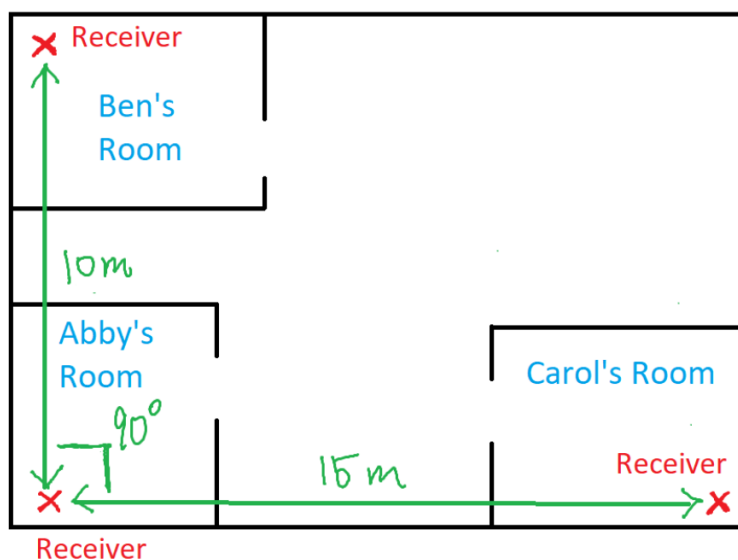 Receiver
Ben's
Room
10m
Abby's
Room
90°
Carol's Room
15m
Receiver
Receiver